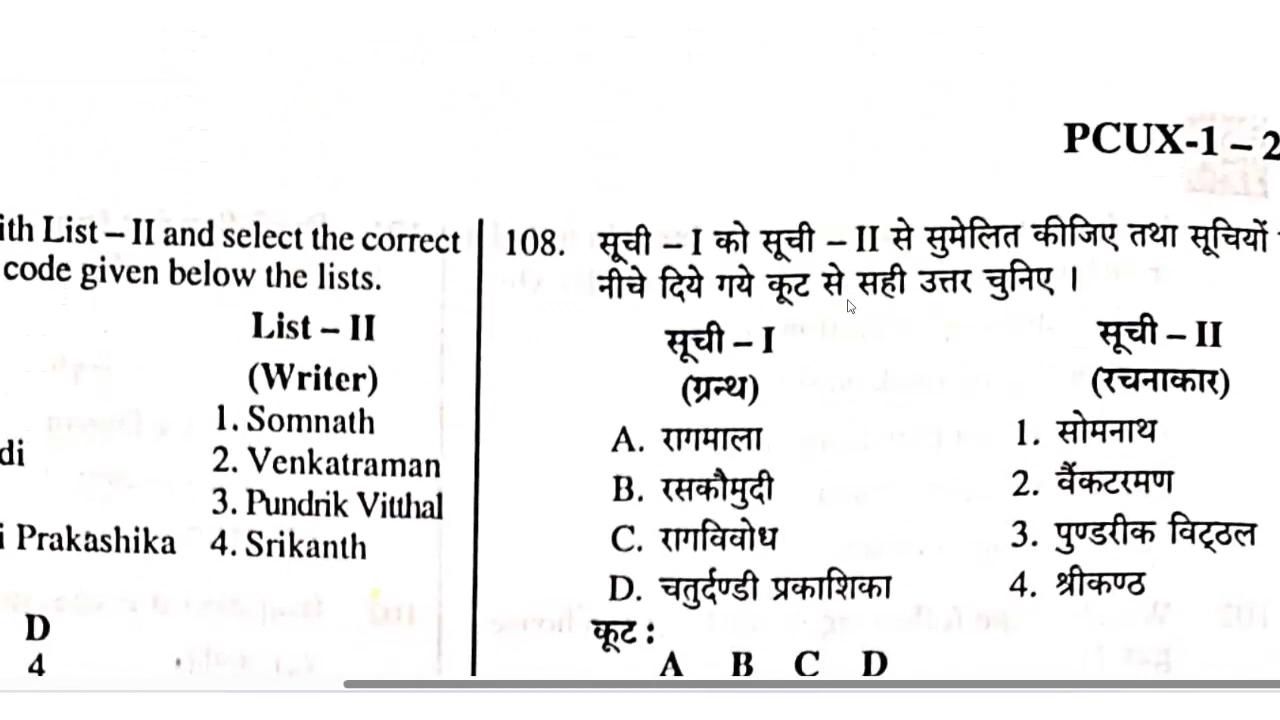 PCUX-1 – 2
ith List – II and select the correct
code given below the lists.
List – II
(Writer)
1. Somnath
di 2. Venkatraman
3. Pundrik Vitthal
i Prakashika 4. Srikanth
D
4
108. सूची – I को सूची – II से सुमेलित कीजिए तथा सूचियों
नीचे दिये गये कूट से सही उत्तर चुनिए ।
सूची – I सूची – II
(ग्रन्थ) (रचनाकार)
A. रागमाला 1. सोमनाथ
B. रसकौमुदी 2. वैंकटरमण
C. रागविबोध 3. पुण्डरीक विट्ठल
D. चतुर्दण्डी प्रकाशिका 4. श्रीकण्ठ
कूट :
A B C D